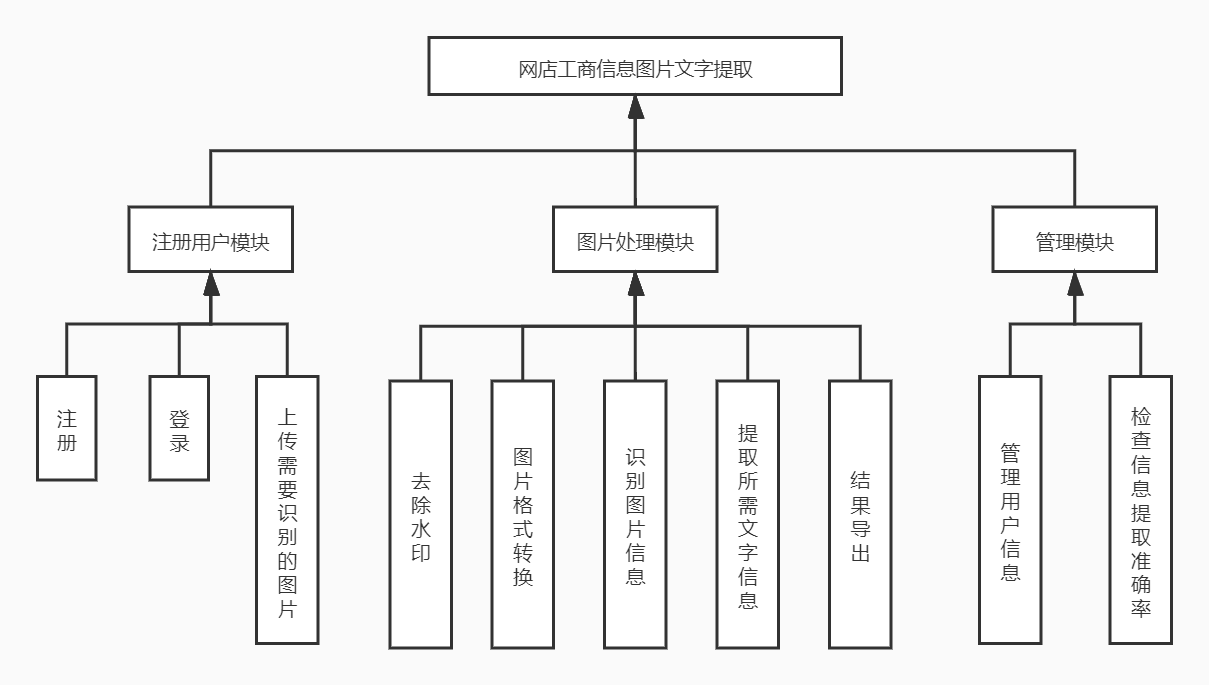 网店工商信息图片文字提取
注册用户模块
图片处理模块
管理模块
注册
登录
上传需要识别的图片
去除水印
图片格式转换
识别图片信息
提取所需文字信息
结果导出
管理用户信息
检查信息提取准确率